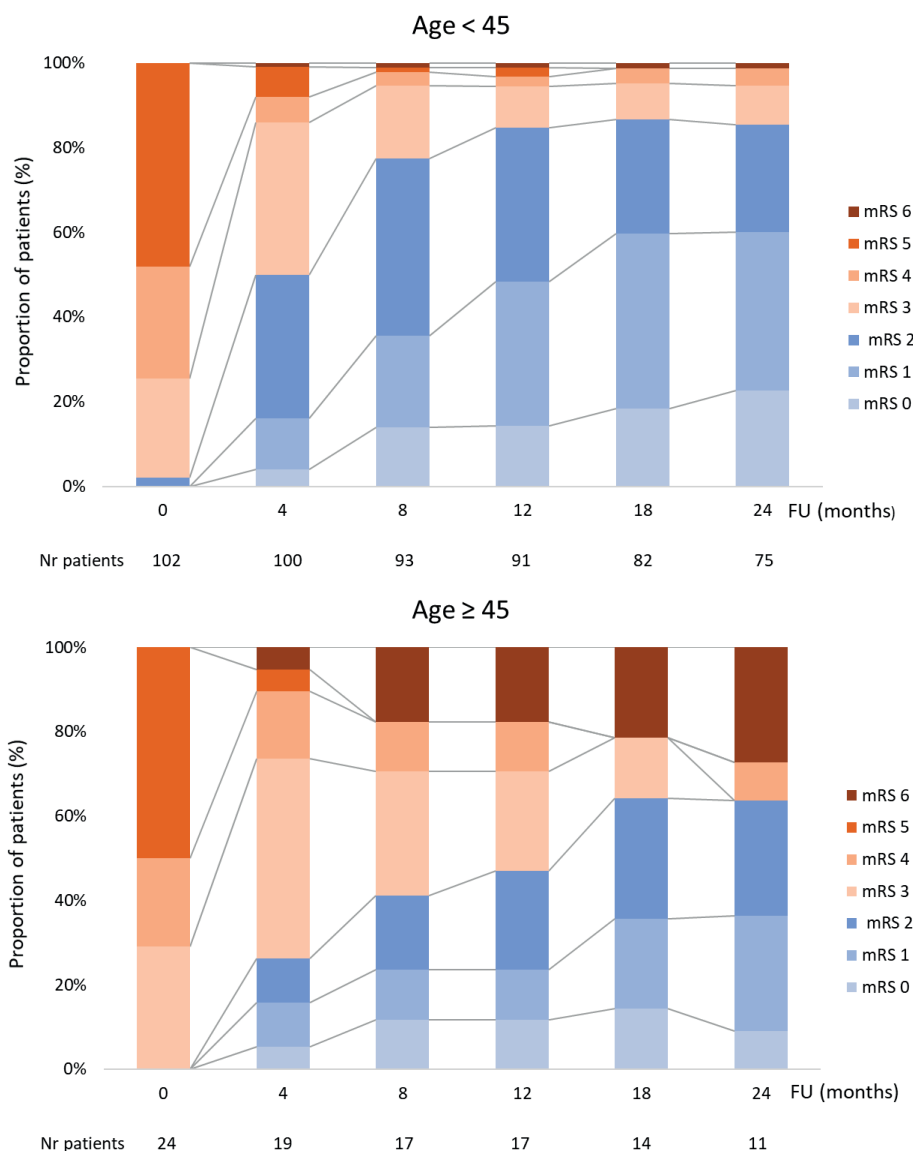 Age < 45
Proportion of patients (%)
100%
80%
60%
40%
20%
0%
0 4 8 12 18 24 FU (months)
Nr patients 102 100 93 91 82 75
mRS 6
mRS 5
mRS 4
mRS 3
mRS 2
mRS 1
mRS 0
Age ≥ 45
Proportion of patients (%)
100%
80%
60%
40%
20%
0%
0 4 8 12 18 24 FU (months)
Nr patients 24 19 17 17 14 11
mRS 6
mRS 5
mRS 4
mRS 3
mRS 2
mRS 1
mRS 0